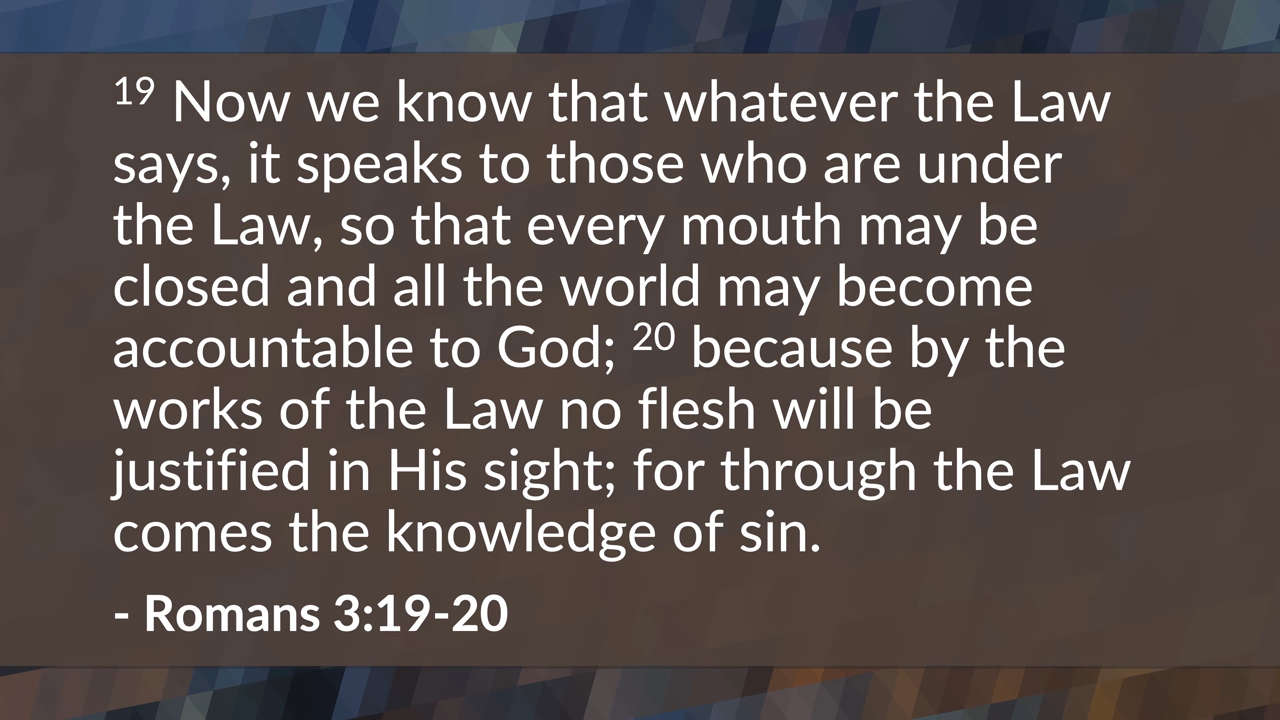 19 Now we know that whatever the Law
says, it speaks to those who are under
the Law, so that every mouth may be
closed and all the world may become
accountable to God; 20 because by the
works of the Law no flesh will be
justified in His sight; for through the Law
comes the knowledge of sin.
- Romans 3:19-20